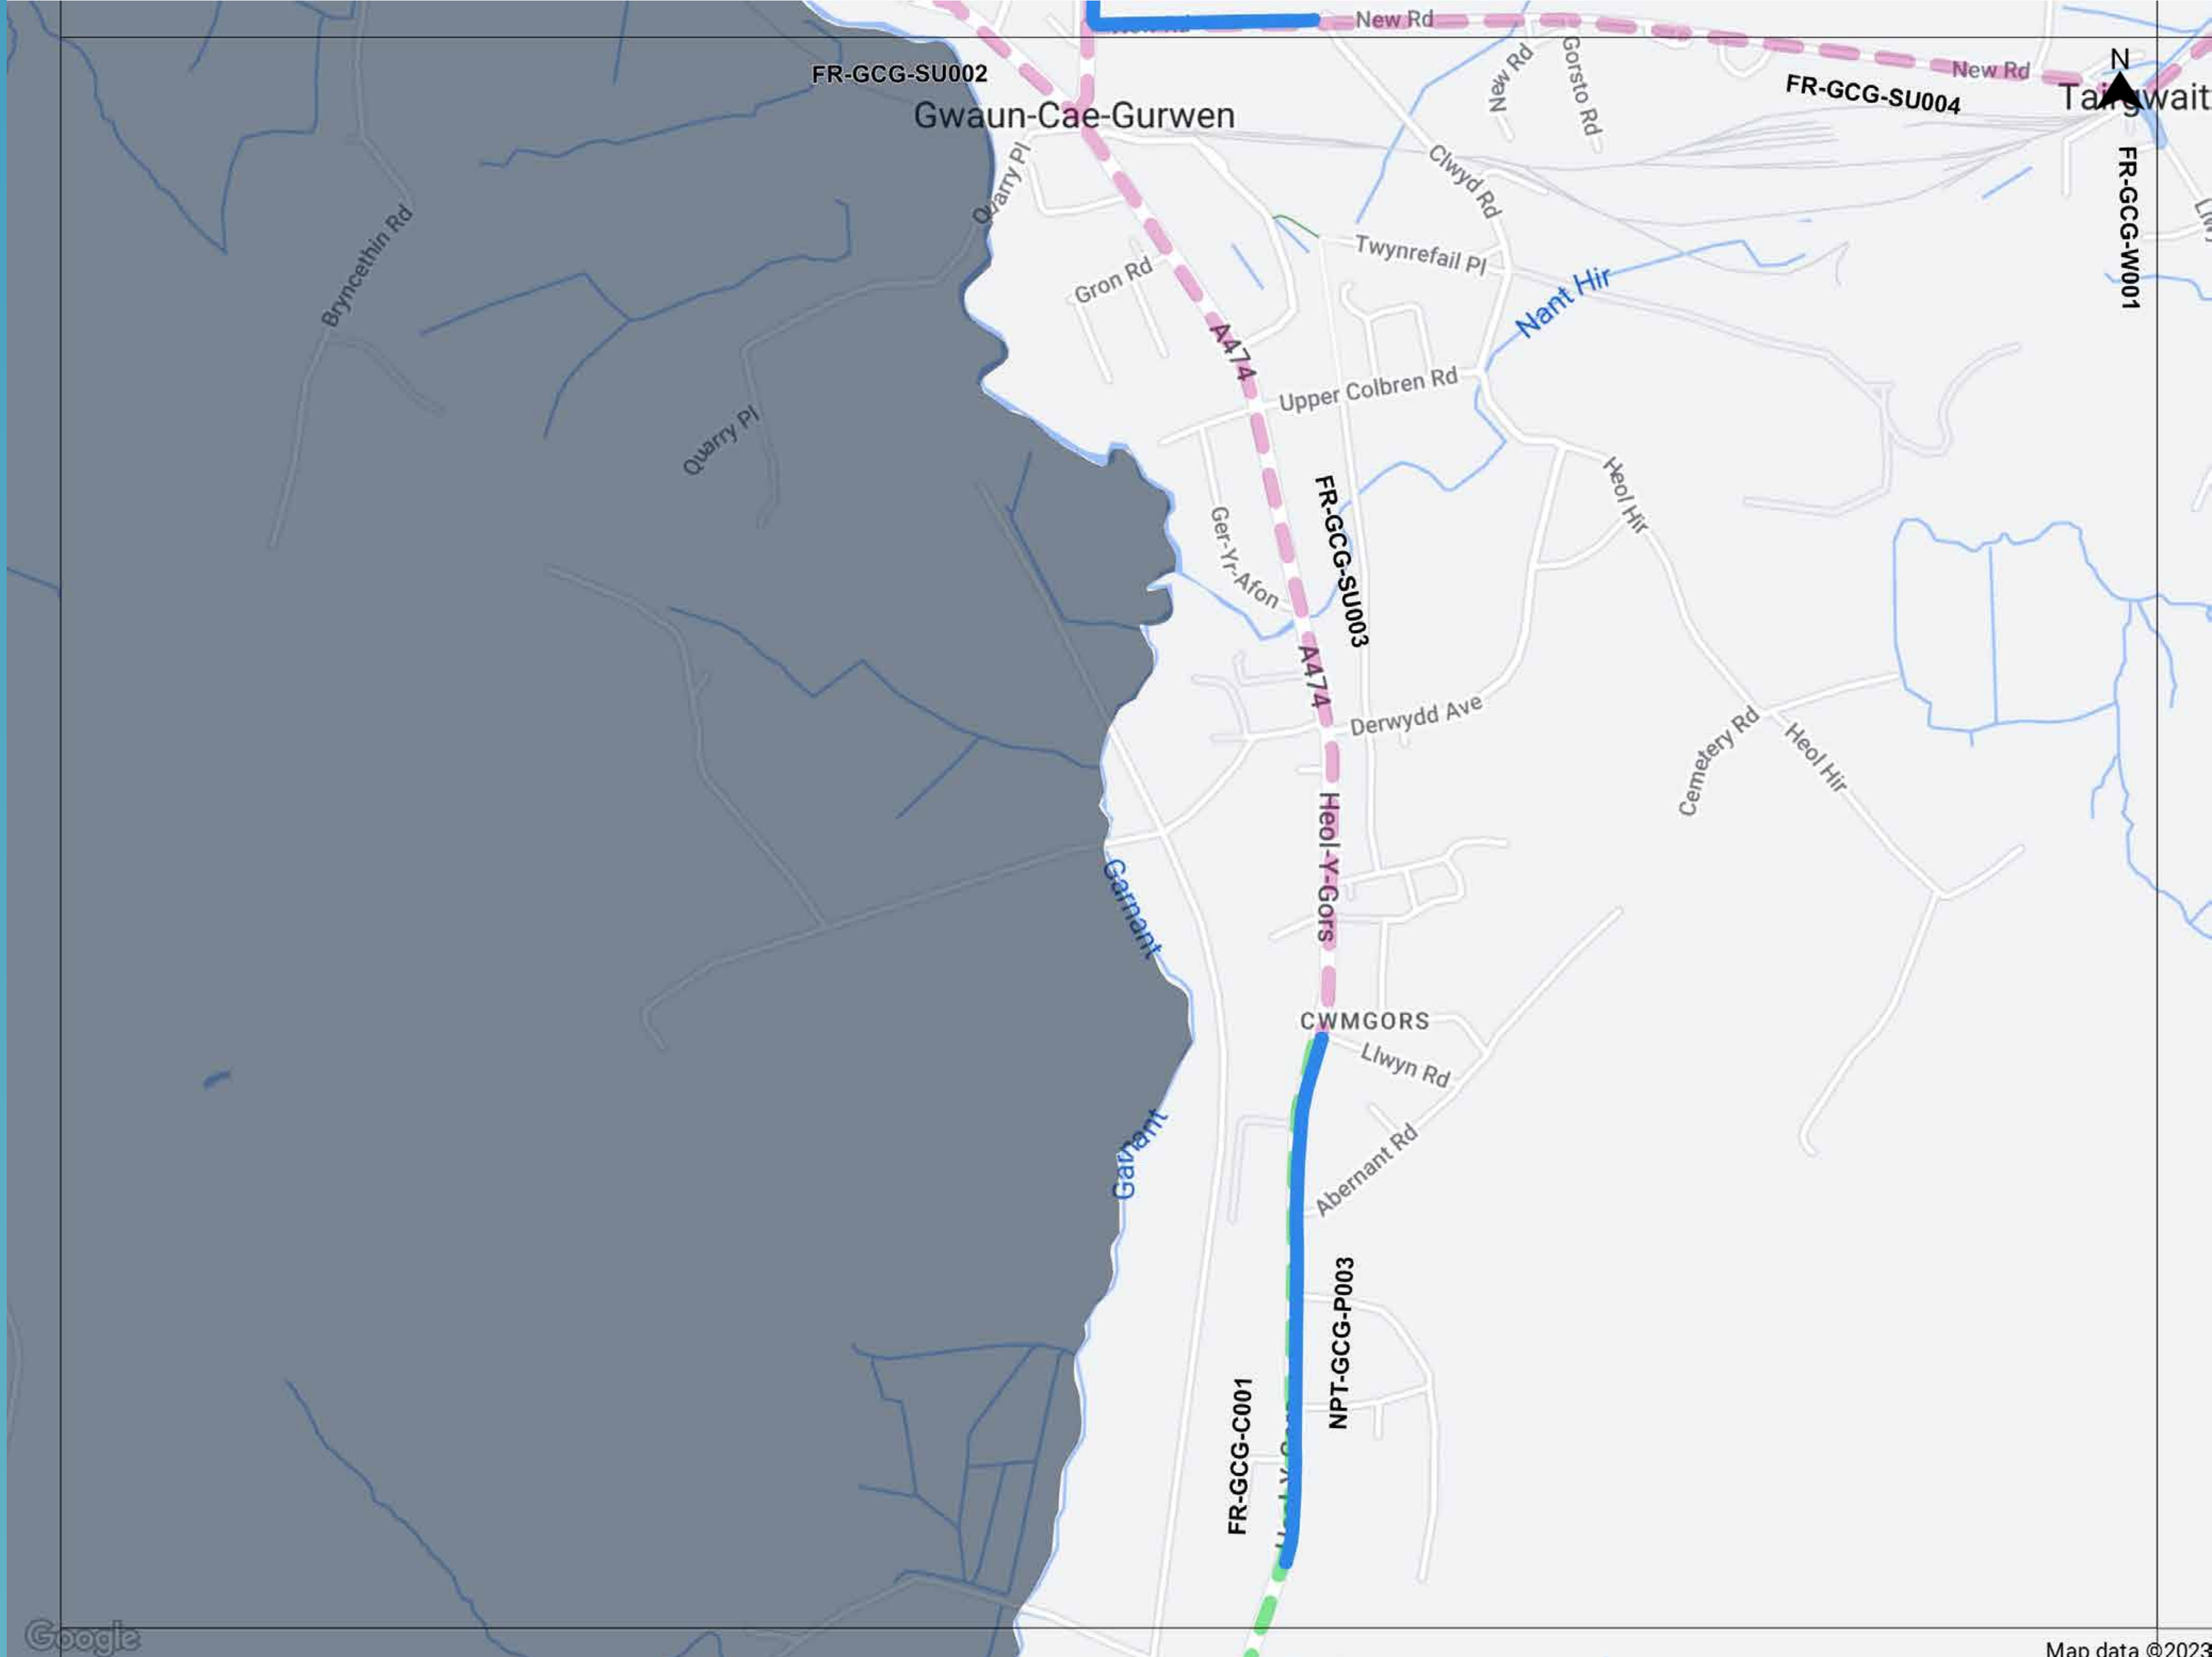 New Rd
New Rd
N
FR-GCG-SU002
New Rd
Gorsto Rd
New Rd
FR-GCG-SU004
Gwaun-Cae-Gurwen
Quarry Pl
Clwyd Rd
FR-GCG-W001
Bryncethin Rd
Twynrefail Pl
Gron Rd
Nant Hir
A474
Upper Colbren Rd
Quarry Pl
FR-GCG-SU003
Heol Hir
Ger-Yr-Afon
A474
Derwydd Ave
Cemetery Rd
Heol Hir
Heol-Y-Gors
Garnant
CWMGORS
Llwyn Rd
Garnant
Abernant Rd
NPT-GCG-P003
FR-GCG-C001
Google
Map data ©2023